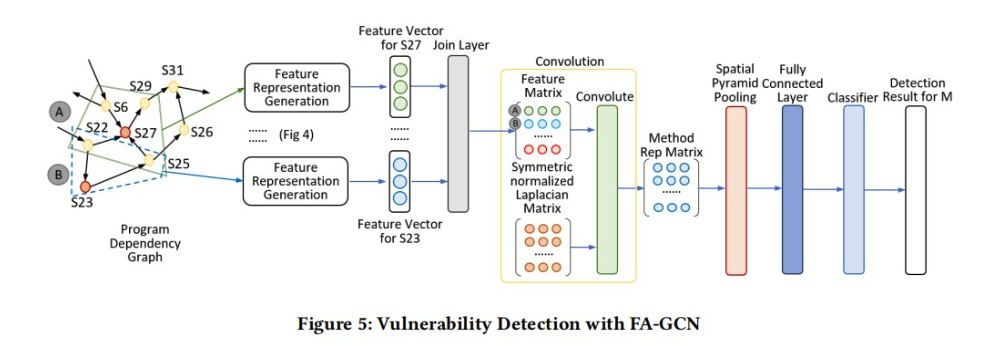 A
B
S6
S29
S31
S22
S27
S26
S25
S23
Program
Dependency
Graph
Feature
Representation
Generation
...... (Fig 4)
Feature
Representation
Generation
Feature Vector
for S27
......
Feature Vector
for S23
Join Layer
Convolution
Feature
Matrix
A
B
......
Symmetric
normalized
Laplacian
Matrix
......
Convolute
Method
Rep Matrix
......
Spatial
Pyramid
Pooling
Fully
Connected
Layer
Classifier
Detection
Result for M
Figure 5: Vulnerability Detection with FA-GCN